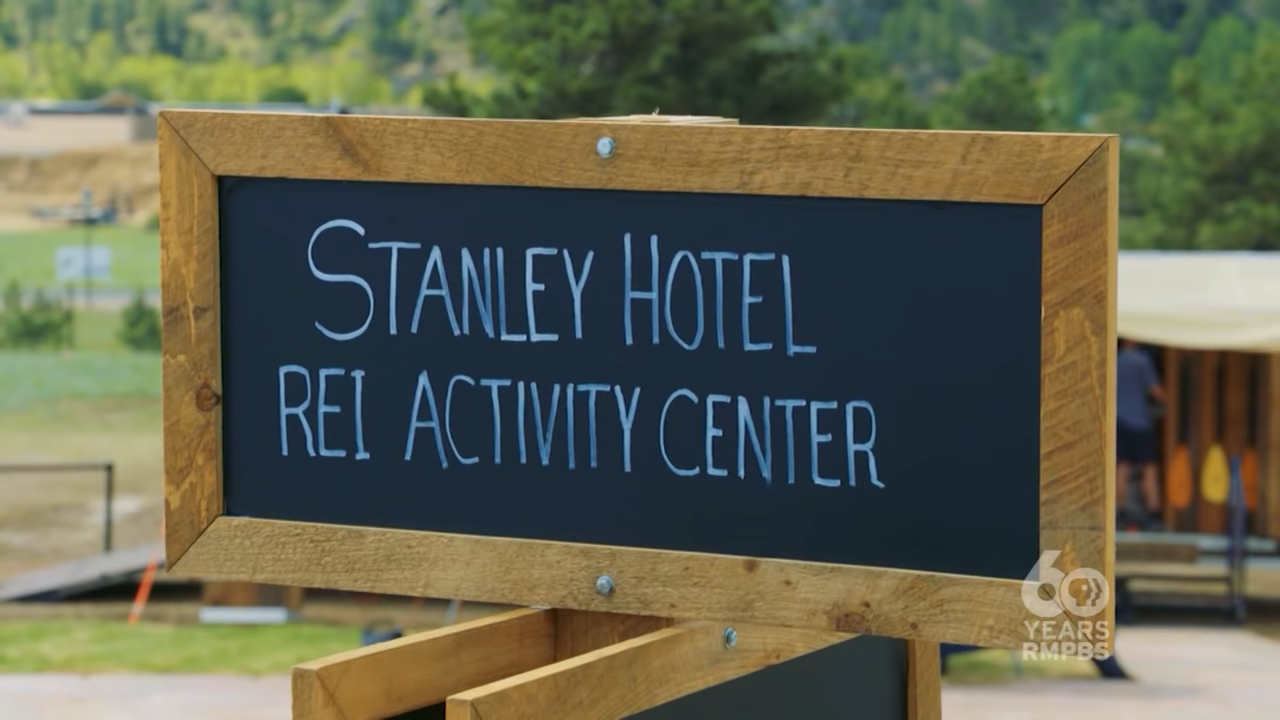 STANLEY HOTEL
REI ACTIVITY CENTER
60
YEARS
RMPBS